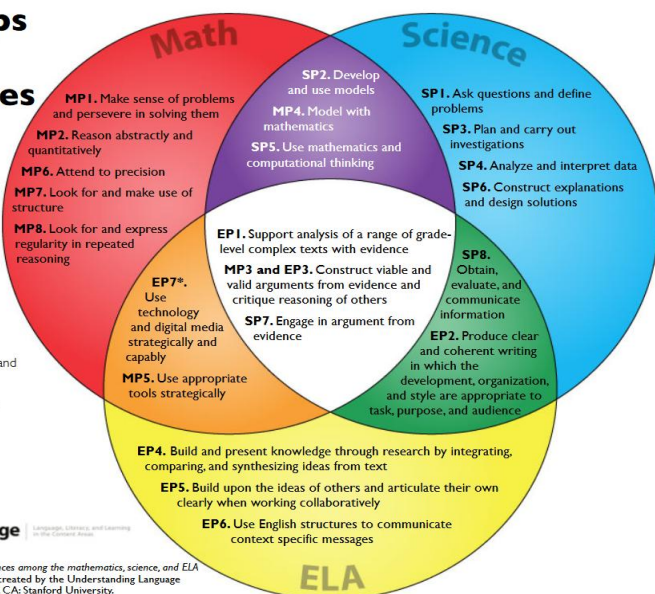 ps
es
Math
Science
MP1. Make sense of problems
and persevere in solving them
MP2. Reason abstractly and
quantitatively
MP6. Attend to precision
MP7. Look for and make use of
structure
MP8. Look for and express
regularity in repeated
reasoning
SP2. Develop
and use models
MP4. Model with
mathematics
SP5. Use mathematics and
computational thinking
SP1. Ask questions and define
problems
SP3. Plan and carry out
investigations
SP4. Analyze and interpret data
SP6. Construct explanations
and design solutions
EP1. Support analysis of a range of grade-
level complex texts with evidence
MP3 and EP3. Construct viable and
valid arguments from evidence and
critique reasoning of others
SP7. Engage in argument from
evidence
EP7*.
Use
technology
and digital media
strategically and
capably
MP5. Use appropriate
tools strategically
SP8.
Obtain,
evaluate, and
communicate
information
EP2. Produce clear
and coherent writing
in which the
development, organization,
and style are appropriate to
task, purpose, and audience
and
EP4. Build and present knowledge through research by integrating,
comparing, and synthesizing ideas from text
EP5. Build upon the ideas of others and articulate their own
clearly when working collaboratively
EP6. Use English structures to communicate
context specific messages
ELA
ge
Language, Literacy, and Learning
in the Content Areas
nces among the mathematics, science, and ELA
created by the Understanding Language
CA: Stanford University.